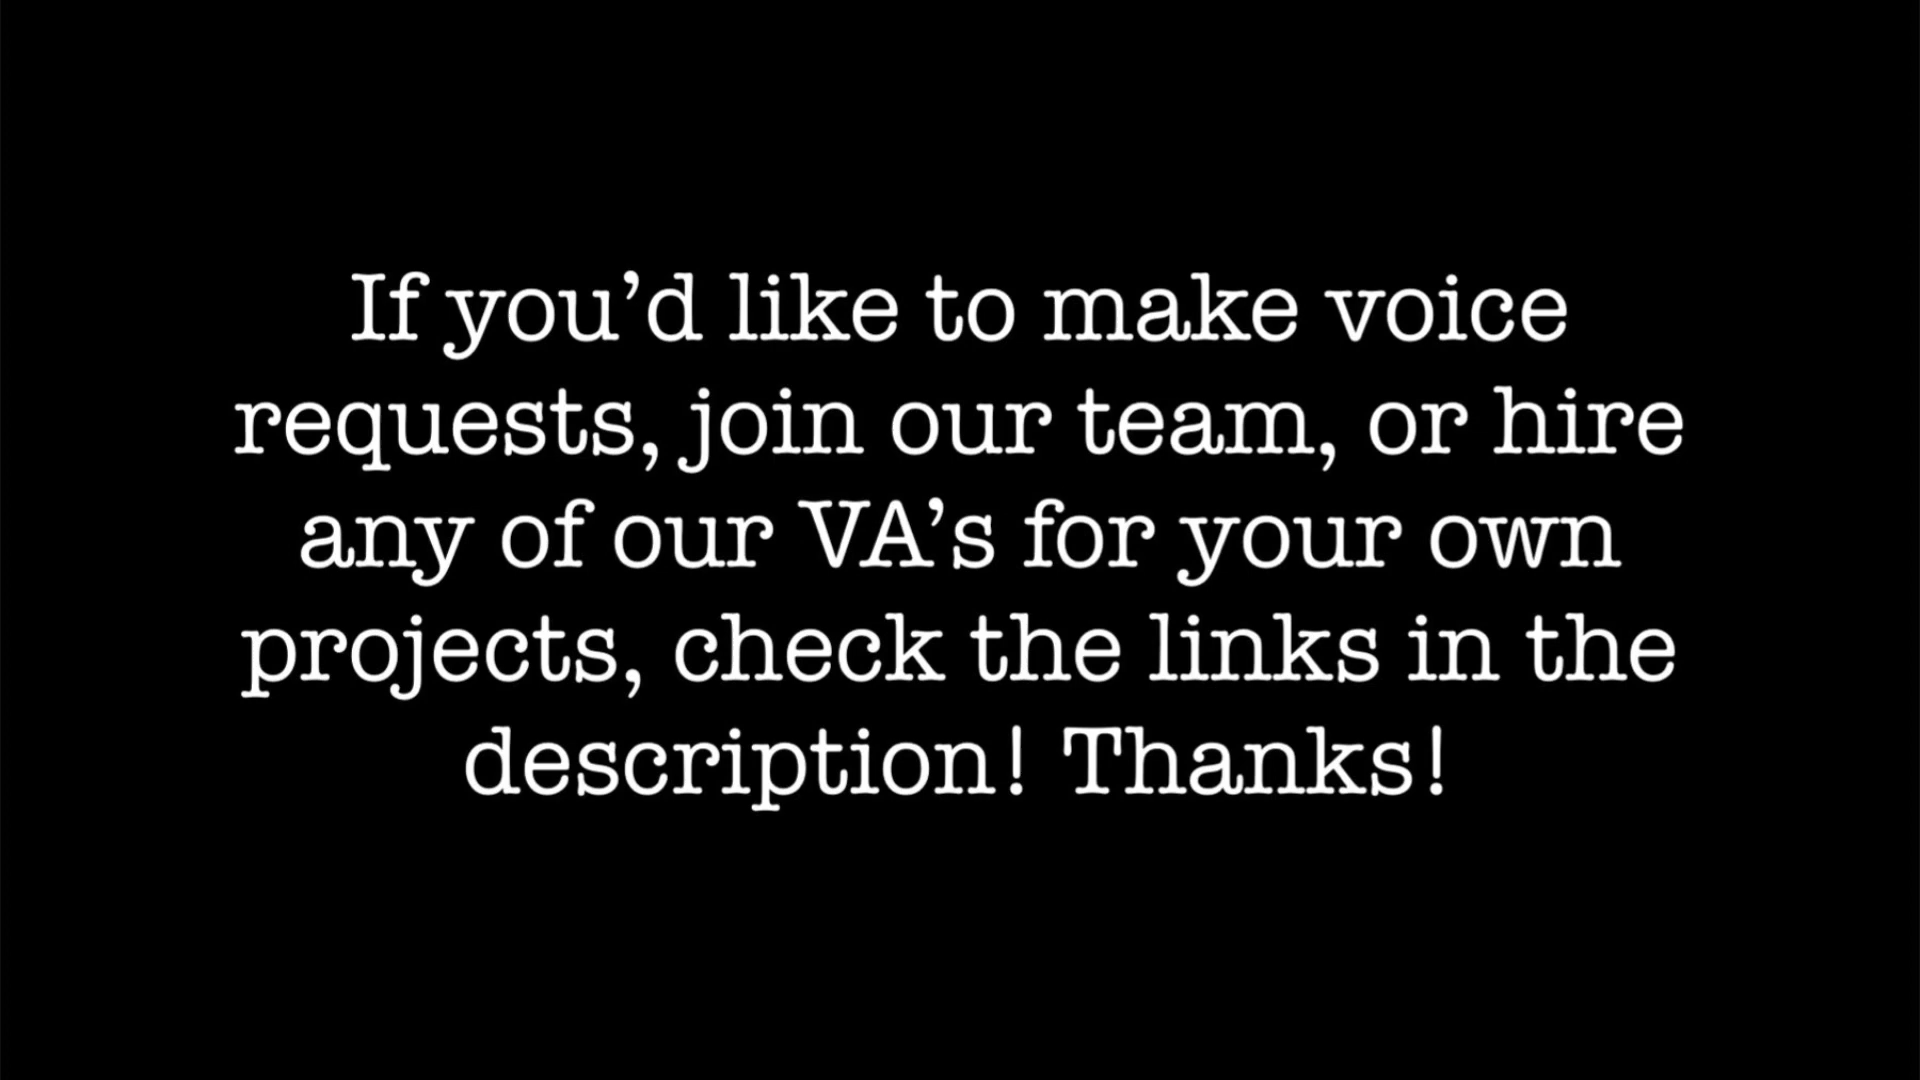 If you’d like to make voice
requests, join our team, or hire
any of our VA’s for your own
projects, check the links in the
description! Thanks!